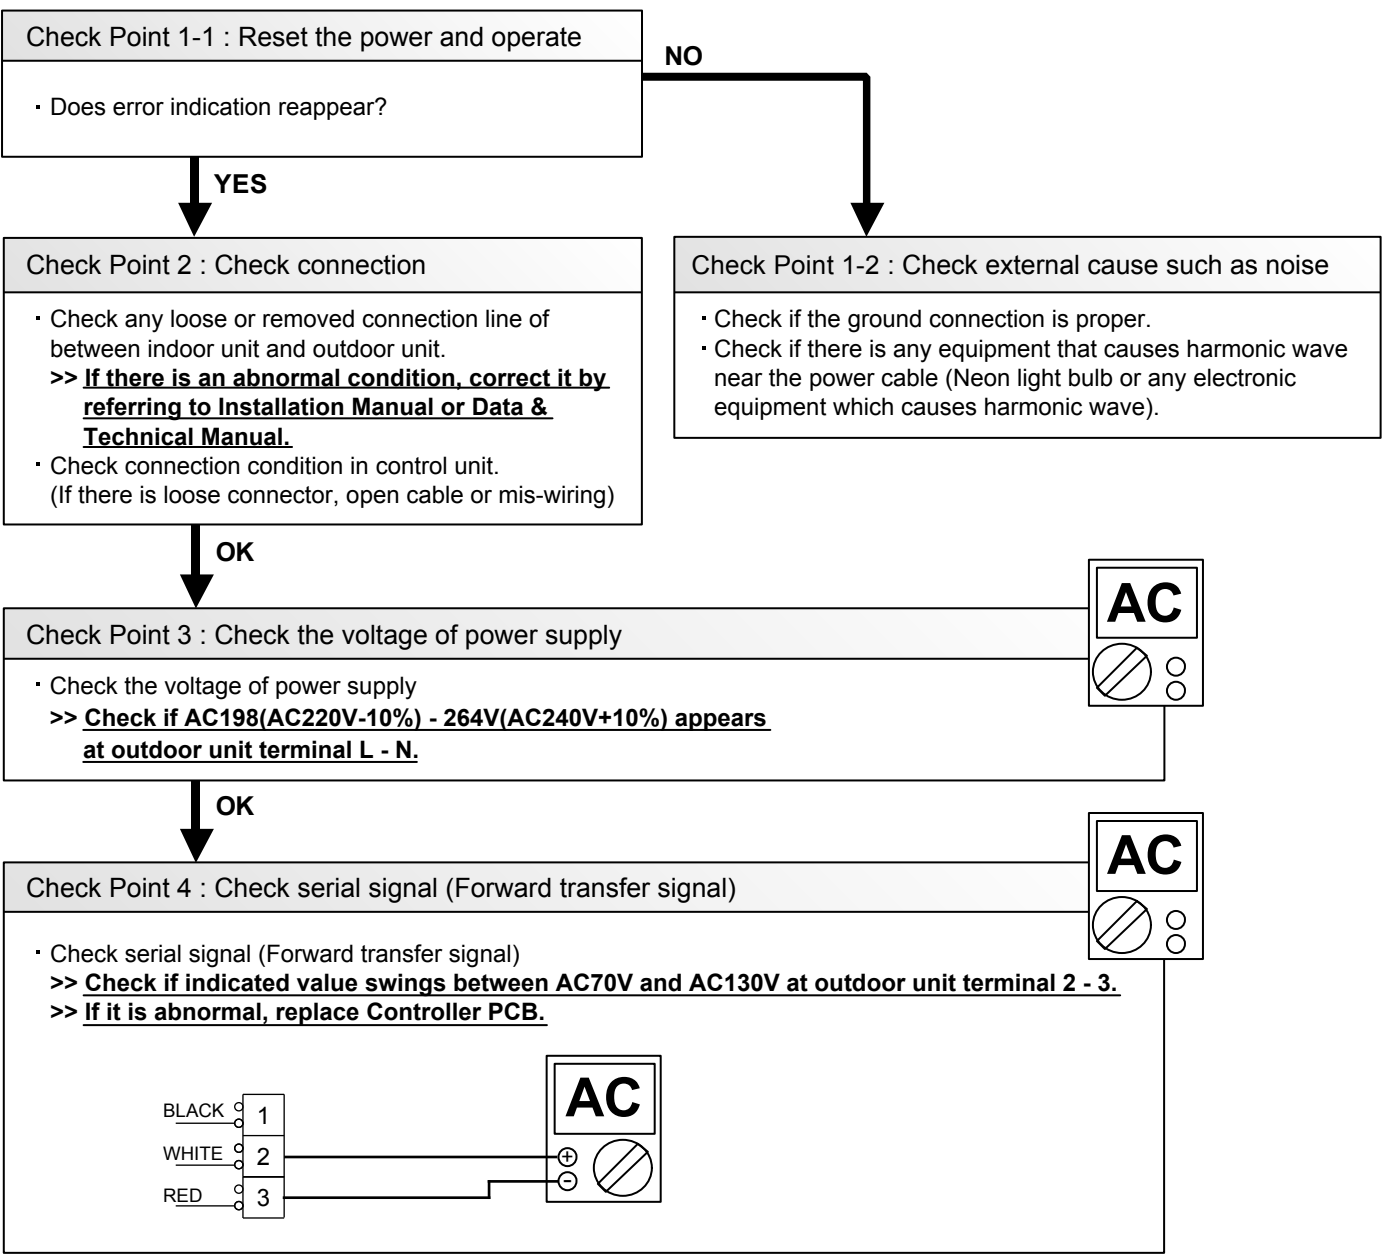 Check Point 1-1 : Reset the power and operate
· Does error indication reappear?
NO
YES
Check Point 2 : Check connection
· Check any loose or removed connection line of
between indoor unit and outdoor unit.
>> If there is an abnormal condition, correct it by
referring to Installation Manual or Data &
Technical Manual.
· Check connection condition in control unit.
(If there is loose connector, open cable or mis-wiring)
Check Point 1-2 : Check external cause such as noise
· Check if the ground connection is proper.
· Check if there is any equipment that causes harmonic wave
near the power cable (Neon light bulb or any electronic
equipment which causes harmonic wave).
OK
Check Point 3 : Check the voltage of power supply
AC
· Check the voltage of power supply
>> Check if AC198(AC220V-10%) - 264V(AC240V+10%) appears
at outdoor unit terminal L - N.
OK
Check Point 4 : Check serial signal (Forward transfer signal)
AC
· Check serial signal (Forward transfer signal)
>> Check if indicated value swings between AC70V and AC130V at outdoor unit terminal 2 - 3.
>> If it is abnormal, replace Controller PCB.
BLACK 1
WHITE 2
RED 3
AC
+
-